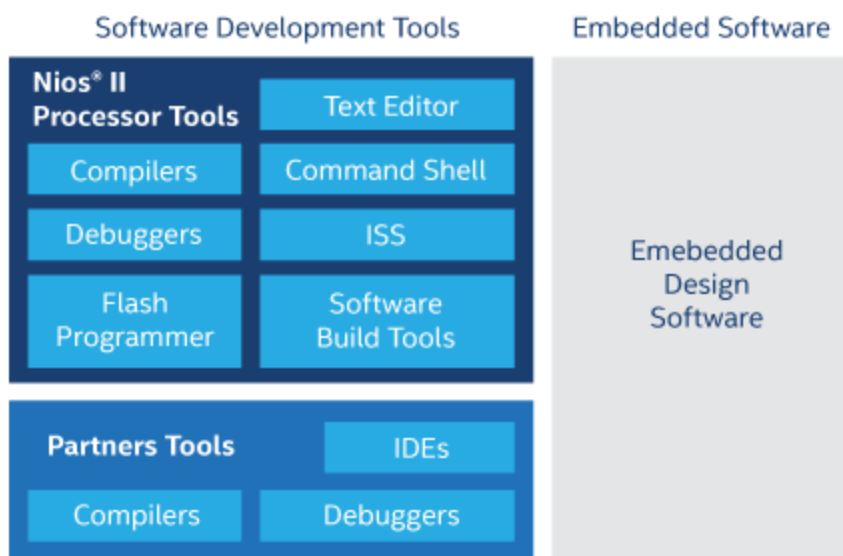 Software Development Tools
Embedded Software
Nios® II
Processor Tools
Text Editor
Compilers
Command Shell
Debuggers
ISS
Flash
Programmer
Software
Build Tools
Emebedded
Design
Software
Partners Tools
IDEs
Compilers
Debuggers